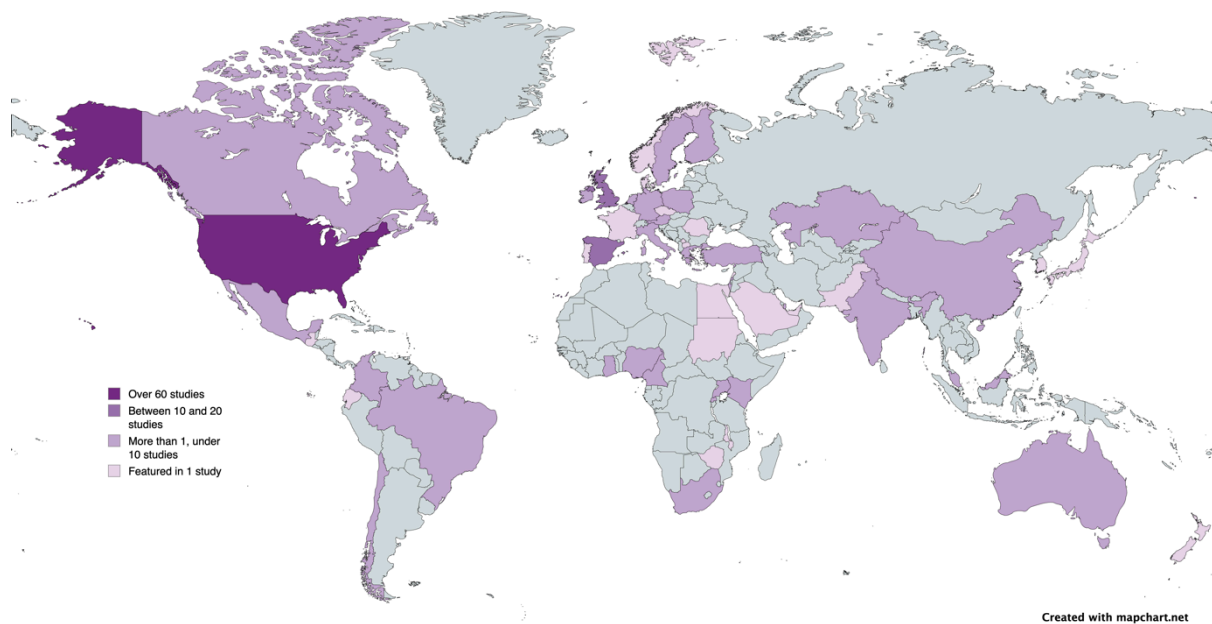 Over 60 studies
Between 10 and 20
studies
More than 1, under
10 studies
Featured in 1 study
Created with mapchart.net